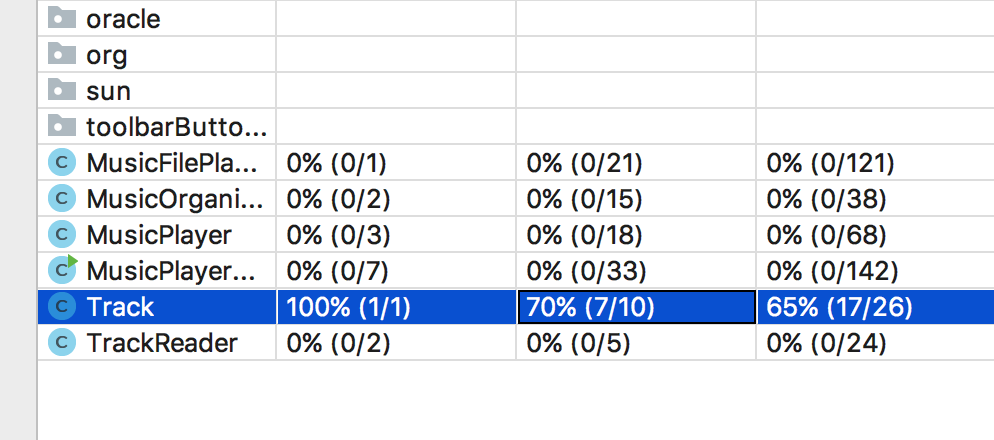 oracle
org
sun
toolbarButto...
C MusicFilePla... 0% (0/1) 0% (0/21) 0% (0/121)
C MusicOrgani... 0% (0/2) 0% (0/15) 0% (0/38)
C MusicPlayer 0% (0/3) 0% (0/18) 0% (0/68)
C MusicPlayer... 0% (0/7) 0% (0/33) 0% (0/142)
C Track 100% (1/1) 70% (7/10) 65% (17/26)
C TrackReader 0% (0/2) 0% (0/5) 0% (0/24)